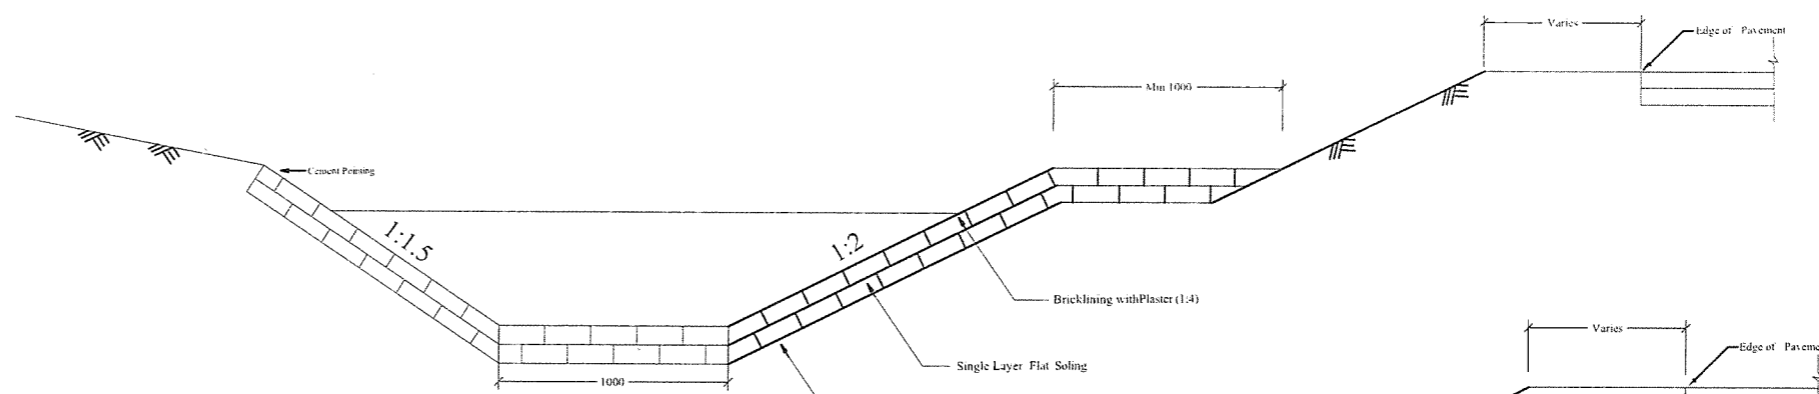 Varies
Edge of Pavement
Min 1000
Cement Pointing
1:1.5
1:2
Bricklining withPlaster (1:4)
Single Layer Flat Soling
1000
Varies
Edge of Paveme